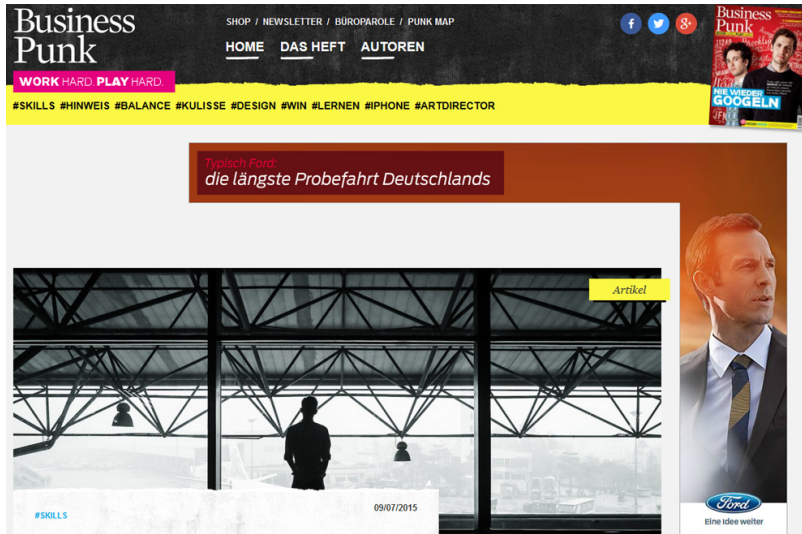 Business
Punk
WORK HARD. PLAY HARD.
SHOP / NEWSLETTER / BÜROPAROLE / PUNK MAP
HOME DAS HEFT AUTOREN
f g+
Business
Punk
NIE WIEDER
GOOGELN
#SKILLS #HINWEIS #BALANCE #KULISSE #DESIGN #WIN #LERNEN #IPHONE #ARTDIRECTOR
Typisch Ford:
die längste Probefahrt Deutschlands
Artikel
#SKILLS
09/07/2015
Ford
Eine Idee weiter